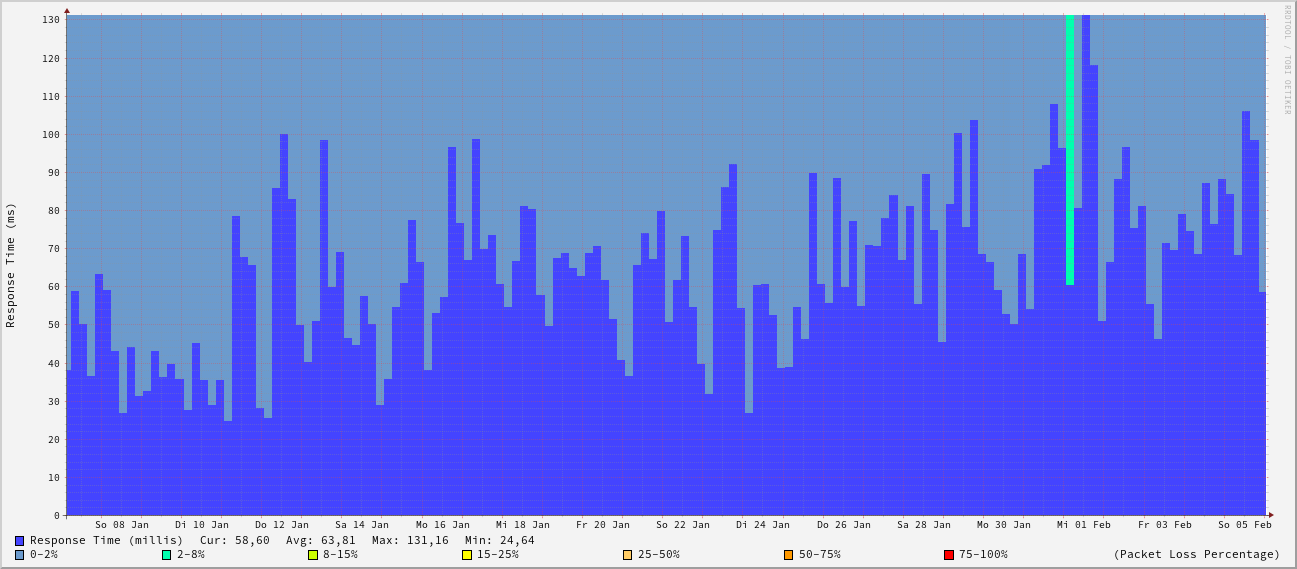 RRDTOOL / TOBI OETIKER
Response Time (ms)
130
120
110
100
90
80
70
60
50
40
30
20
10
0
So 08 Jan Di 10 Jan Do 12 Jan Sa 14 Jan Mo 16 Jan Mi 18 Jan Fr 20 Jan So 22 Jan Di 24 Jan Do 26 Jan Sa 28 Jan Mo 30 Jan Mi 01 Feb Fr 03 Feb So 05 Feb
Response Time (millis) Cur: 58,60 Avg: 63,81 Max: 131,16 Min: 24,64
0-2% 2-8% 8-15% 15-25% 25-50% 50-75% 75-100% (Packet Loss Percentage)